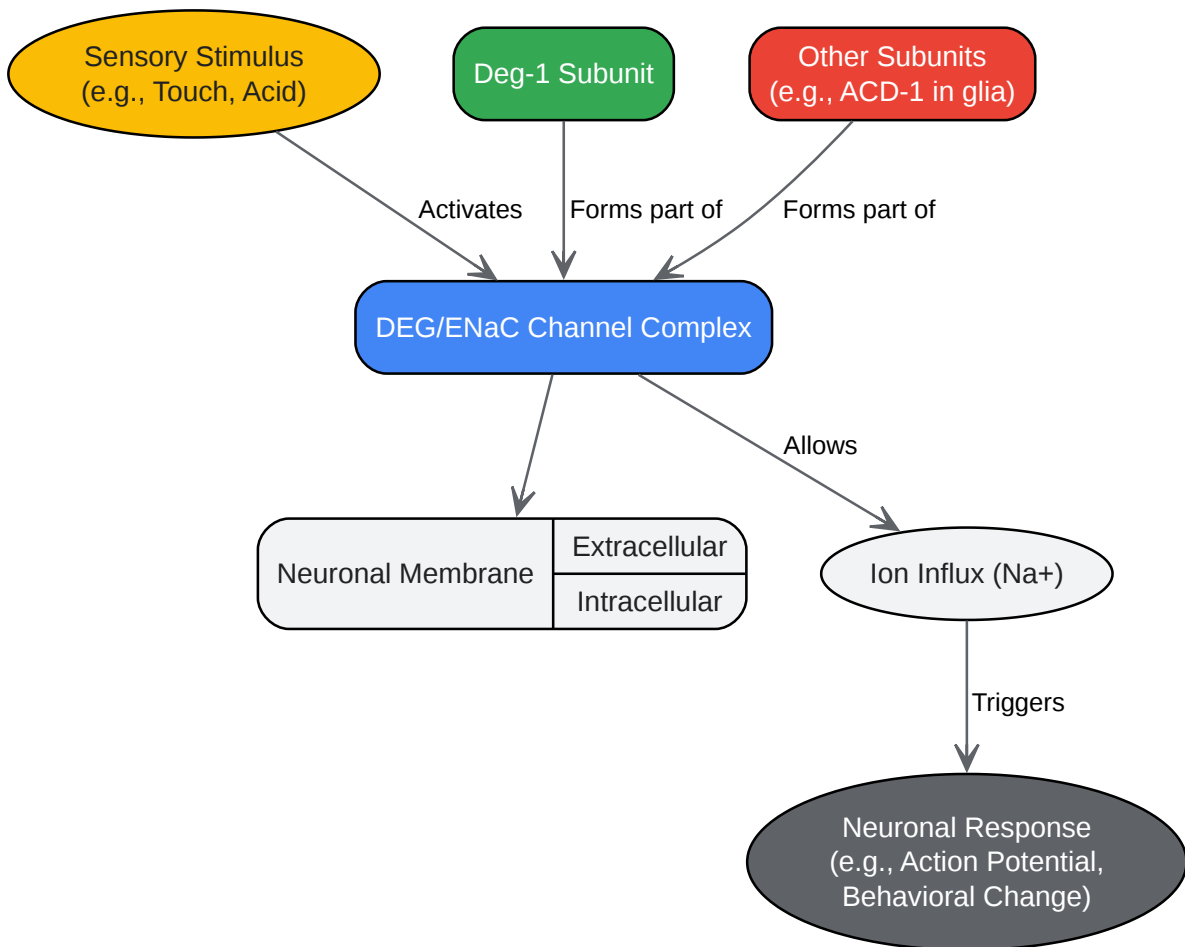 Sensory Stimulus
(e.g., Touch, Acid)
Deg-1 Subunit
Other Subunits
(e.g., ACD-1 in glia)
Activates
Forms part of
Forms part of
DEG/ENaC Channel Complex
Allows
Neuronal Membrane
Extracellular
Intracellular
Ion Influx (Na+)
Triggers
Neuronal Response
(e.g., Action Potential,
Behavioral Change)